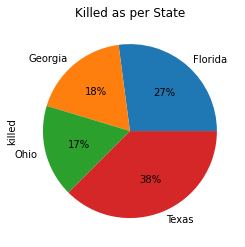 Killed as per State
Georgia
Florida
18%
27%
killed
17%
Ohio
38%
Texas